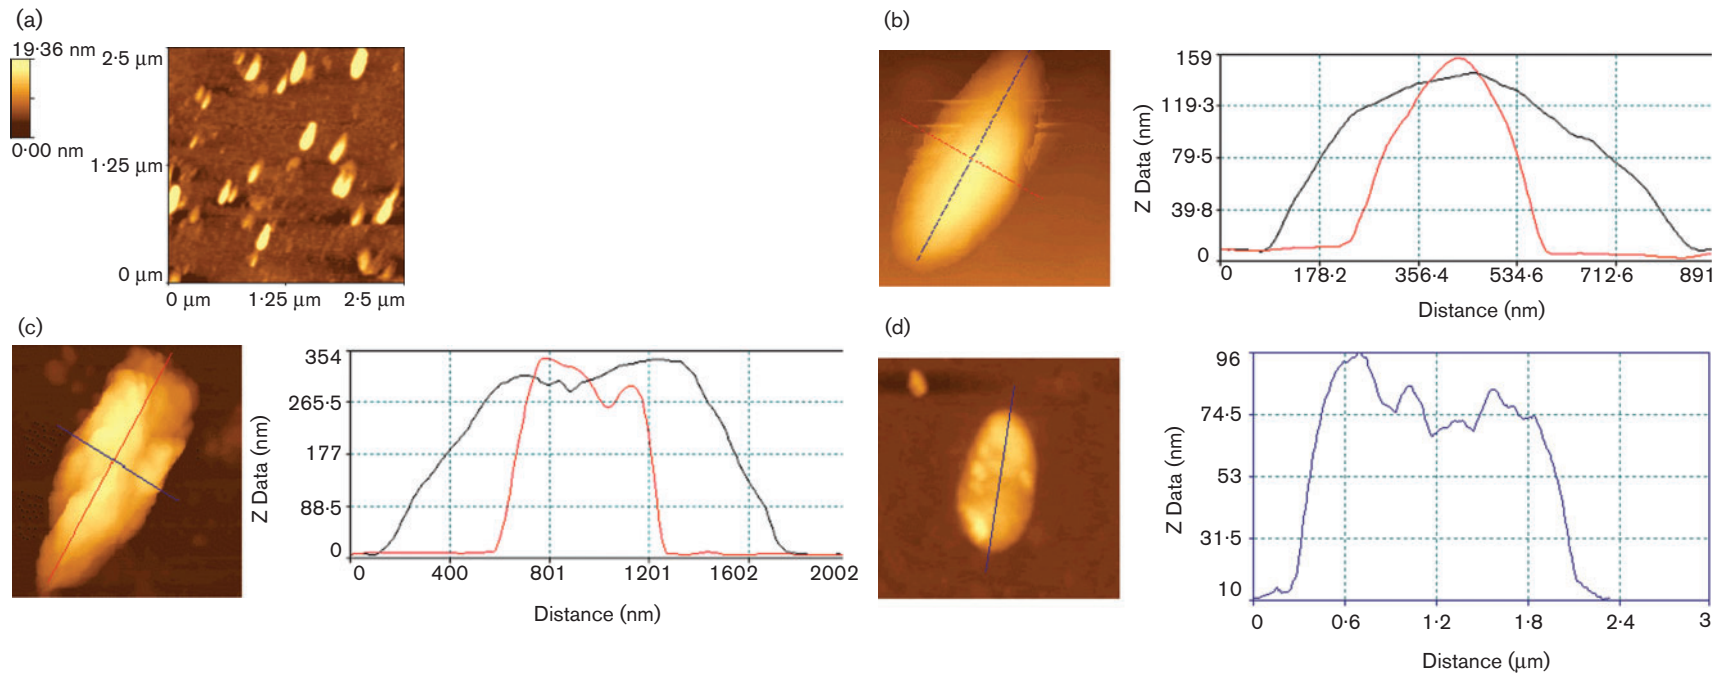 (a)
19·36 nm
0·00 nm
2·5 µm
1·25 µm
0 µm
0 µm 1·25 µm 2·5 µm
(b)
Z Data (nm)
159
119·3
79·5
39·8
0
0 178·2 356·4 534·6 712·6 891
Distance (nm)
(c)
Z Data (nm)
354
265·5
177
88·5
0
0 400 801 1201 1602 2002
Distance (nm)
(d)
Z Data (nm)
96
74·5
53
31·5
10
0 0·6 1·2 1·8 2·4 3
Distance (µm)